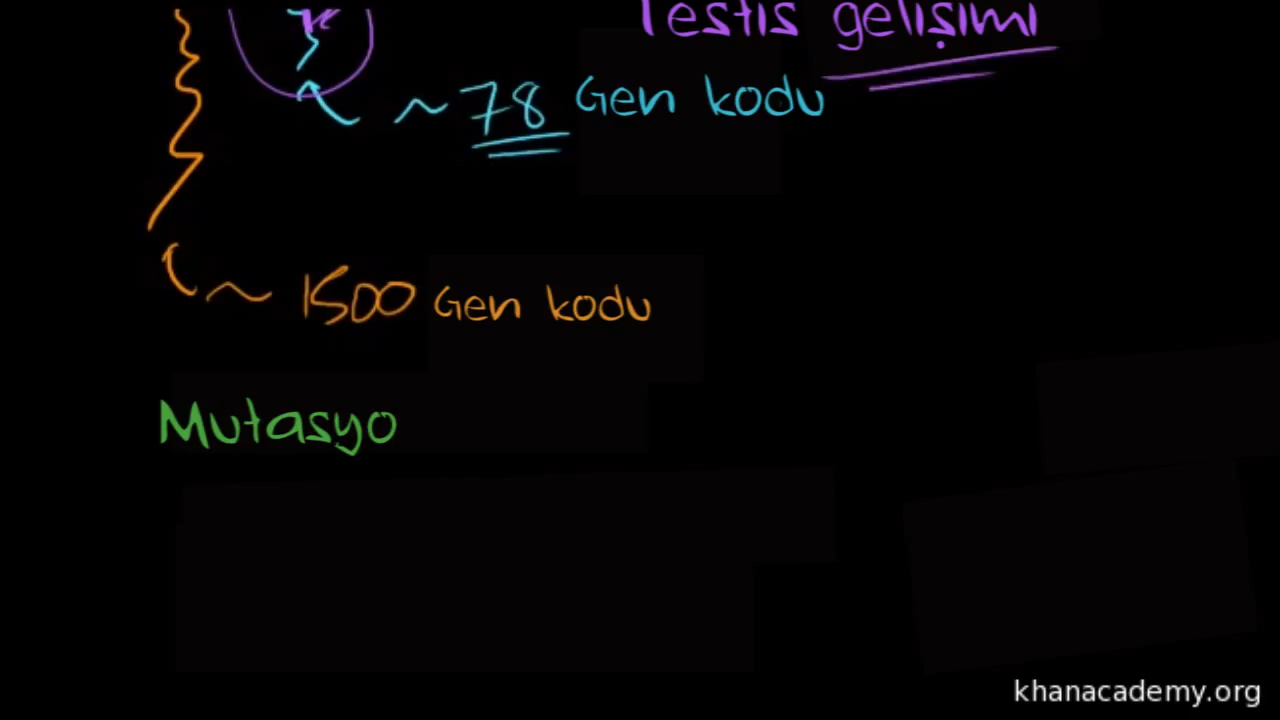 Testis gelişimi
~78 Gen kodu
~ 1500 Gen kodu
Mutasyo
khanacademy.org